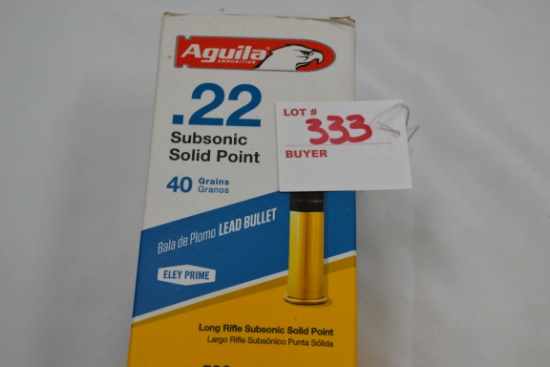 Aguila
AMMUNITION
.22
Subsonic
Solid Point
40 Grains
Granos
Bala de Plomo LEAD BULLET
ELEY PRIME
Long Rifle Subsonic Solid Point
Largo Rifle Subsónico Punta Sólida
LOT #
333
BUYER